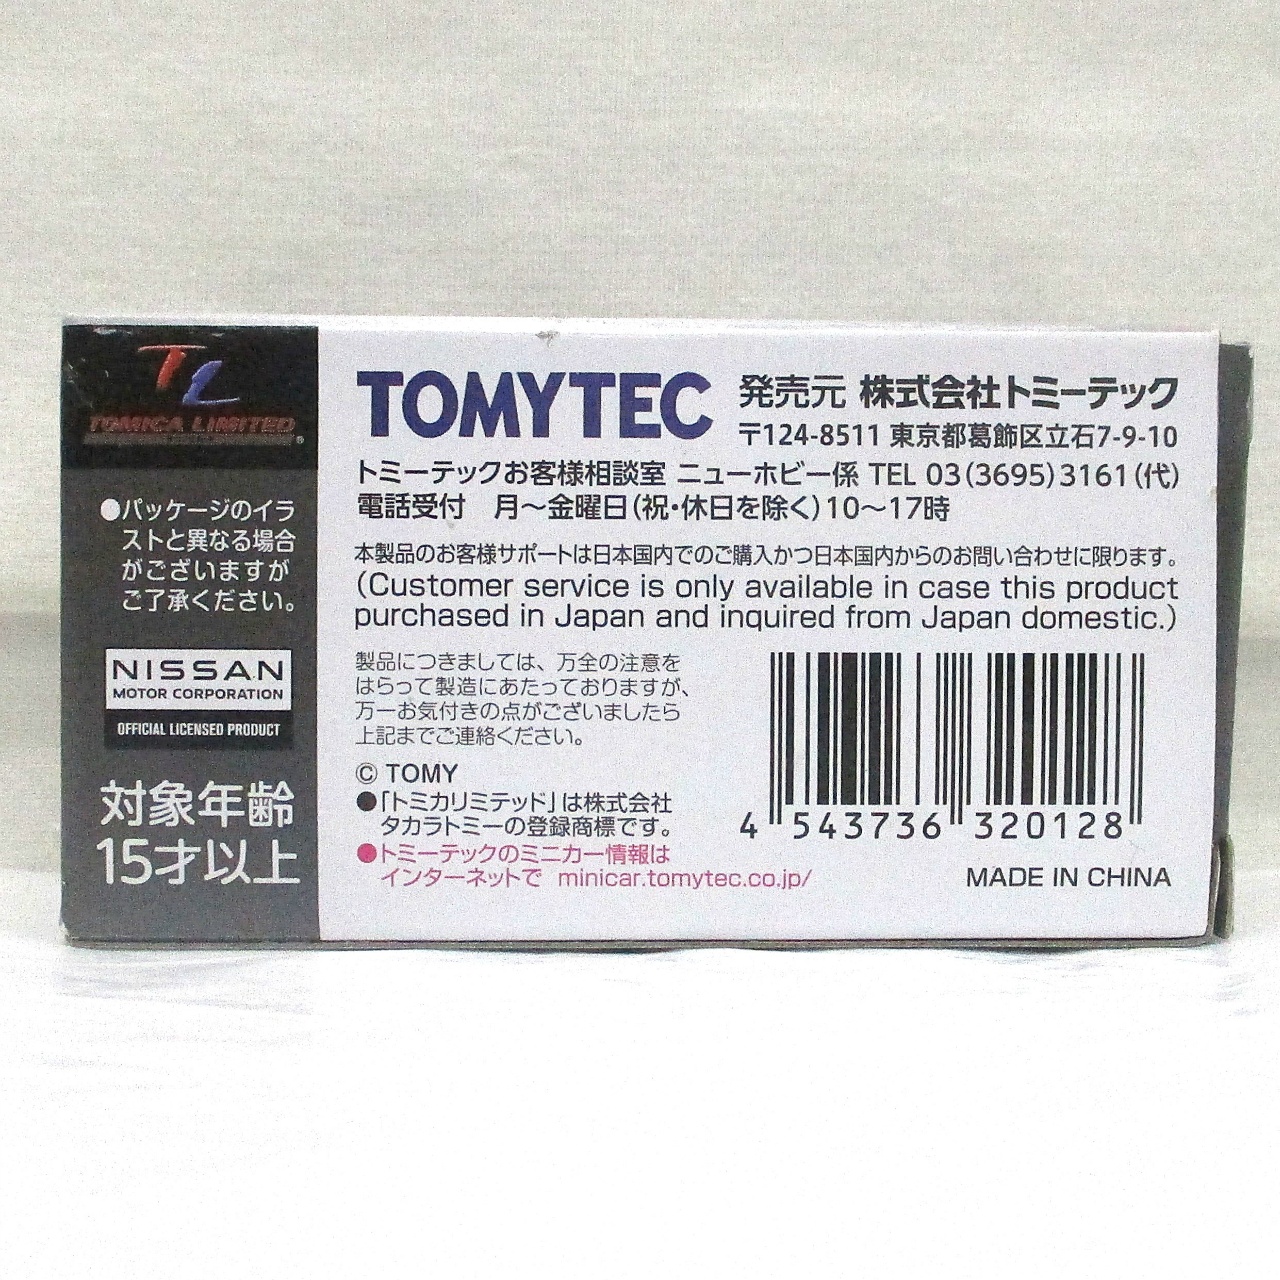 TL
TOMICA LIMITED
●パッケージのイラ
ストと異なる場合
がございますが
ご了承ください。
NISSAN
MOTOR CORPORATION
OFFICIAL LICENSED PRODUCT
対象年齢
15才以上
TOMYTEC 発売元 株式会社トミーテック
〒124-8511 東京都葛飾区立石7-9-10
トミーテックお客様相談室 ニューホビー係 TEL 03(3695)3161(代)
電話受付 月～金曜日(祝・休日を除く)10～17時
本製品のお客様サポートは日本国内でのご購入かつ日本国内からのお問い合わせに限ります。
(Customer service is only available in case this product
purchased in Japan and inquired from Japan domestic.)
製品につきましては、万全の注意を
はらって製造にあたっておりますが、
万一お気付きの点がございましたら
上記までご連絡ください。
© TOMY
●「トミカリミテッド」は株式会社
タカラトミーの登録商標です。
●トミーテックのミニカー情報は
インターネットで minicar.tomytec.co.jp/
4 543736 320128
MADE IN CHINA